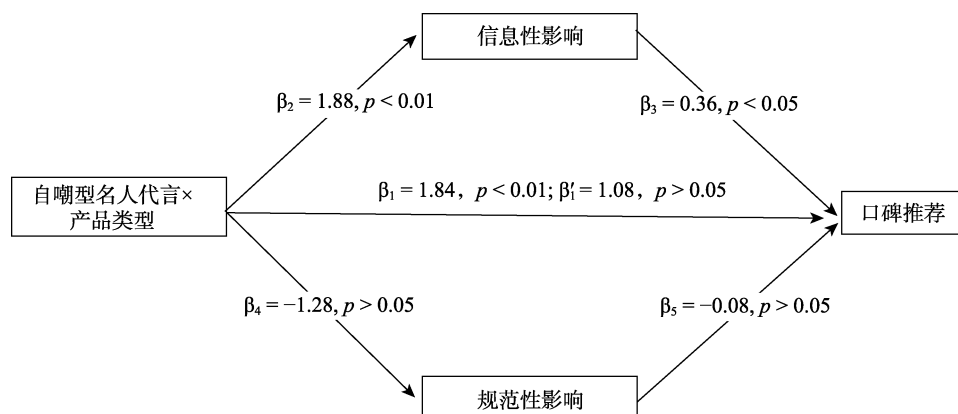 信息性影响
β₂ = 1.88, p < 0.01
β₃ = 0.36, p < 0.05
自嘲型名人代言×
产品类型
β₁ = 1.84, p < 0.01; β′₁ = 1.08, p > 0.05
口碑推荐
β₄ = −1.28, p > 0.05
β₅ = −0.08, p > 0.05
规范性影响